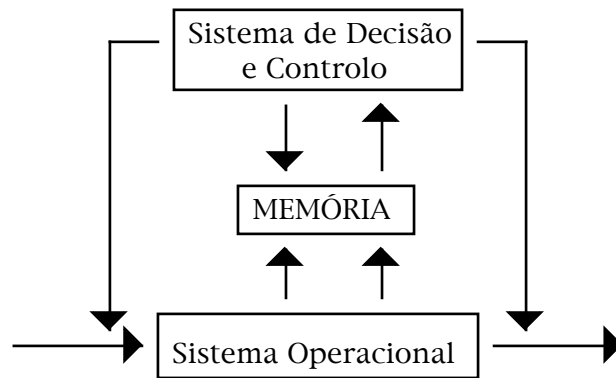 Sistema de Decisão
e Controlo
MEMÓRIA
Sistema Operacional